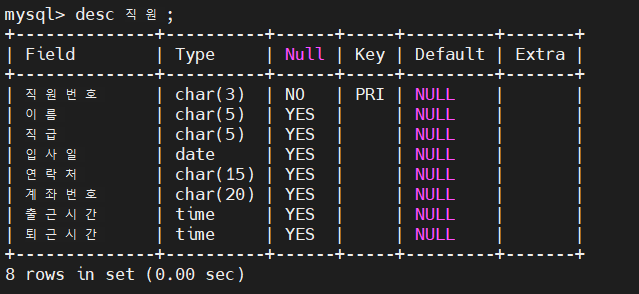 mysql> desc 직원;
+--------------+----------+------+-----+---------+-------+
| Field        | Type     | Null | Key | Default | Extra |
+--------------+----------+------+-----+---------+-------+
| 직원번호     | char(3)  | NO   | PRI | NULL    |       |
| 이름         | char(5)  | YES  |     | NULL    |       |
| 직급         | char(5)  | YES  |     | NULL    |       |
| 입사일       | date     | YES  |     | NULL    |       |
| 연락처       | char(15) | YES  |     | NULL    |       |
| 계좌번호     | char(20) | YES  |     | NULL    |       |
| 출근시간     | time     | YES  |     | NULL    |       |
| 퇴근시간     | time     | YES  |     | NULL    |       |
+--------------+----------+------+-----+---------+-------+
8 rows in set (0.00 sec)